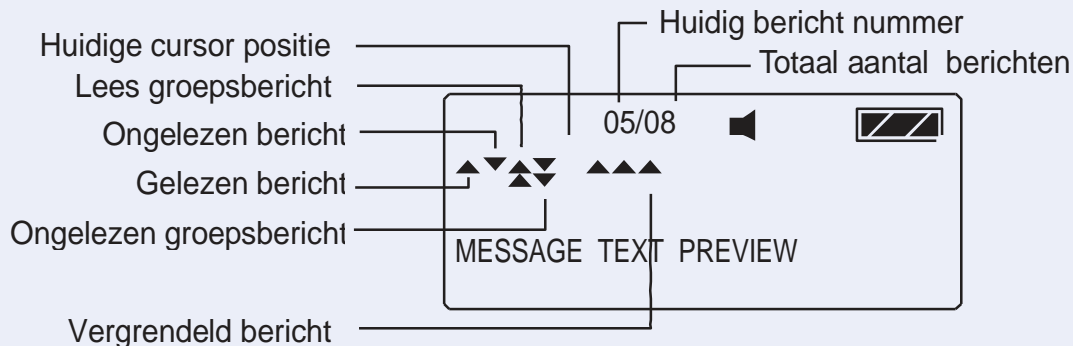 Huidig bericht nummer
Huidige cursor positie
Totaal aantal berichten
Lees groepsbericht
05/08
Ongelezen bericht
Gelezen bericht
Ongelezen groepsbericht
MESSAGE TEXT PREVIEW
Vergrendeld bericht